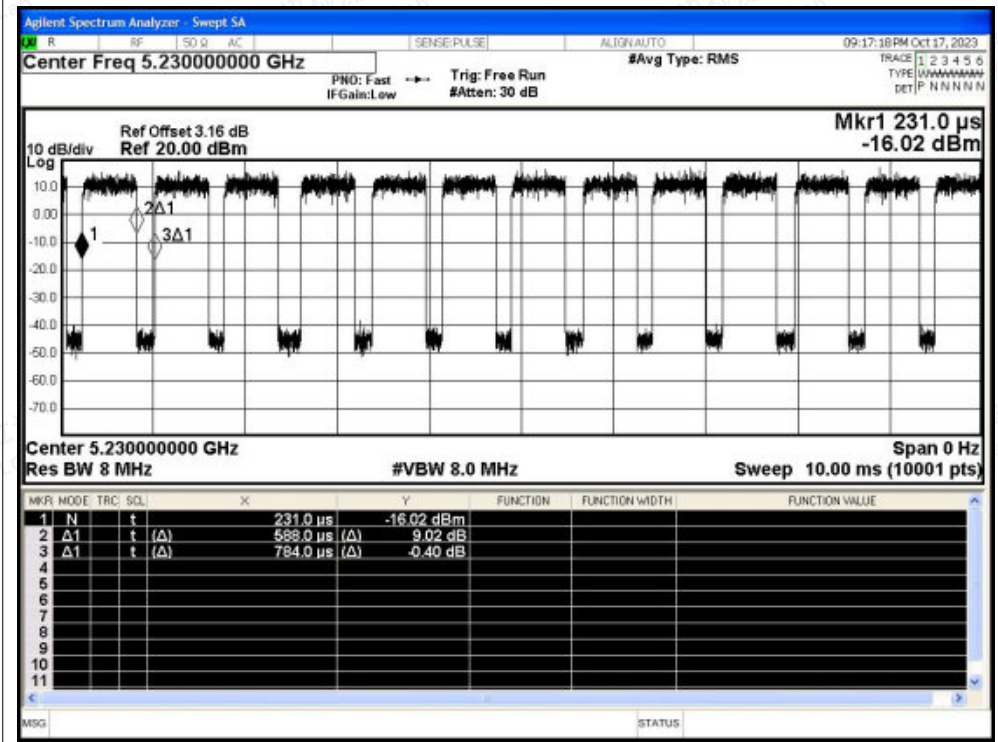 Agilent Spectrum Analyzer - Swept SA
LXI R RF 50 Ω AC SENSE:PULSE ALIGNAUTO 09:17:18 PM Oct 17, 2023
Center Freq 5.230000000 GHz
PNO: Fast
IFGain:Low
Trig: Free Run
#Atten: 30 dB
#Avg Type: RMS
TRACE 1 2 3 4 5 6
TYPE WWWWWW
DET P N N N N N
Ref Offset 3.16 dB
10 dB/div Ref 20.00 dBm
Mkr1 231.0 µs
-16.02 dBm
Log
10.0
0.00
-10.0
-20.0
-30.0
-40.0
-50.0
-60.0
-70.0
2Δ1
1
3Δ1
Center 5.230000000 GHz Span 0 Hz
Res BW 8 MHz #VBW 8.0 MHz Sweep 10.00 ms (10001 pts)
MKR MODE TRC SCL X Y FUNCTION FUNCTION WIDTH FUNCTION VALUE
1 N t 231.0 µs -16.02 dBm
2 Δ1 t (Δ) 588.0 µs (Δ) 9.02 dB
3 Δ1 t (Δ) 784.0 µs (Δ) -0.40 dB
4
5
6
7
8
9
10
11
MSG STATUS